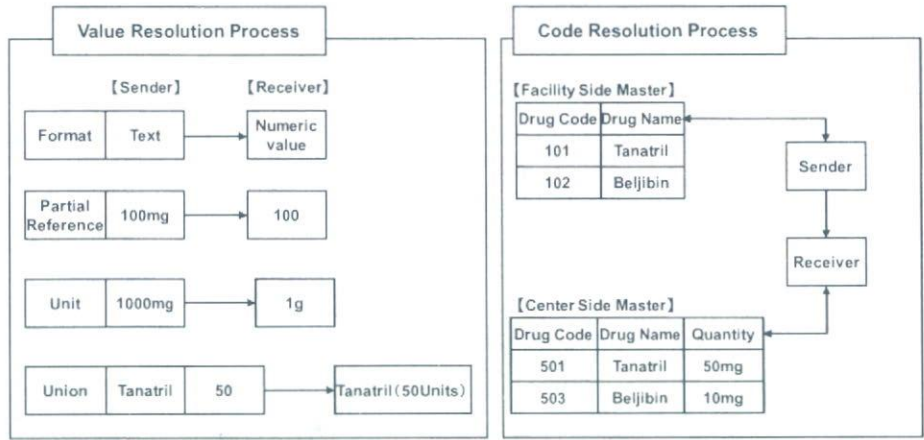 Value Resolution Process
【Sender】 【Receiver】
Format Text Numeric
value
Partial
Reference 100mg 100
Unit 1000mg 1g
Union Tanatril 50 Tanatril(50Units)
Code Resolution Process
【Facility Side Master】
Drug Code Drug Name
101 Tanatril
102 Beljibin
Sender
Receiver
【Center Side Master】
Drug Code Drug Name Quantity
501 Tanatril 50mg
503 Beljibin 10mg